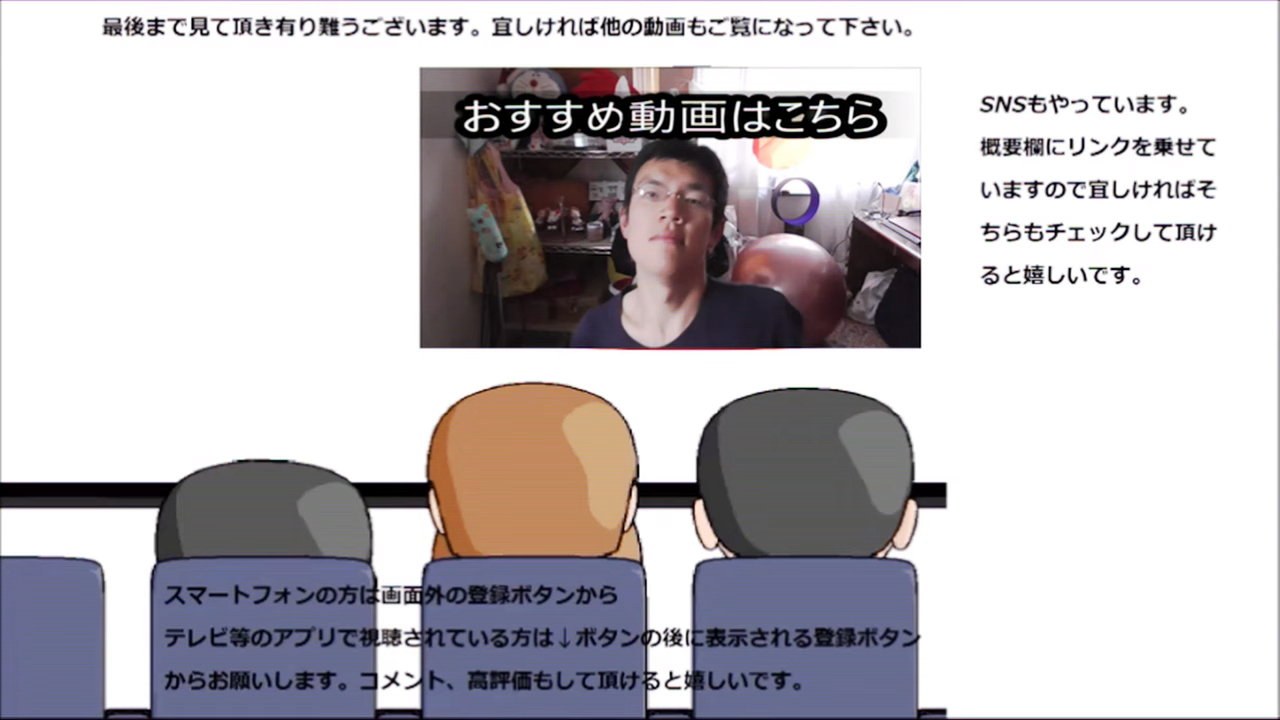 最後まで見て頂き有り難うございます。宜しければ他の動画もご覧になって下さい。
おすすめ動画はこちら
SNSもやっています。
概要欄にリンクを乗せて
いますので宜しければそ
ちらもチェックして頂け
ると嬉しいです。
スマートフォンの方は画面外の登録ボタンから
テレビ等のアプリで視聴されている方は↓ボタンの後に表示される登録ボタン
からお願いします。コメント、高評価もして頂けると嬉しいです。